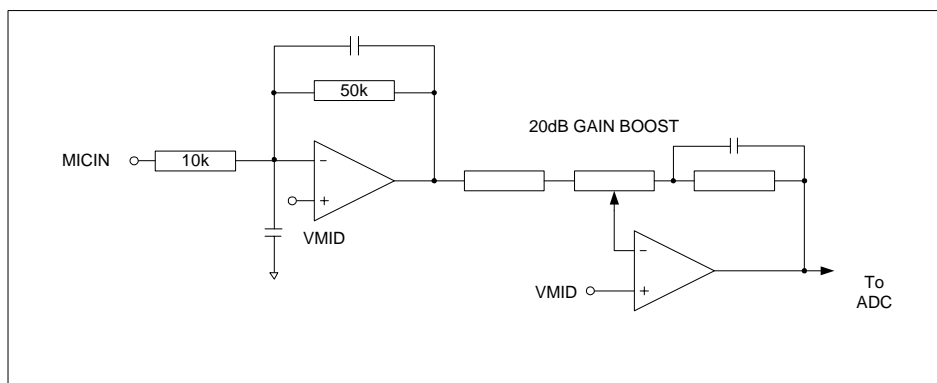 50k
20dB GAIN BOOST
MICIN
10k
−
+
VMID
−
VMID
+
To
ADC